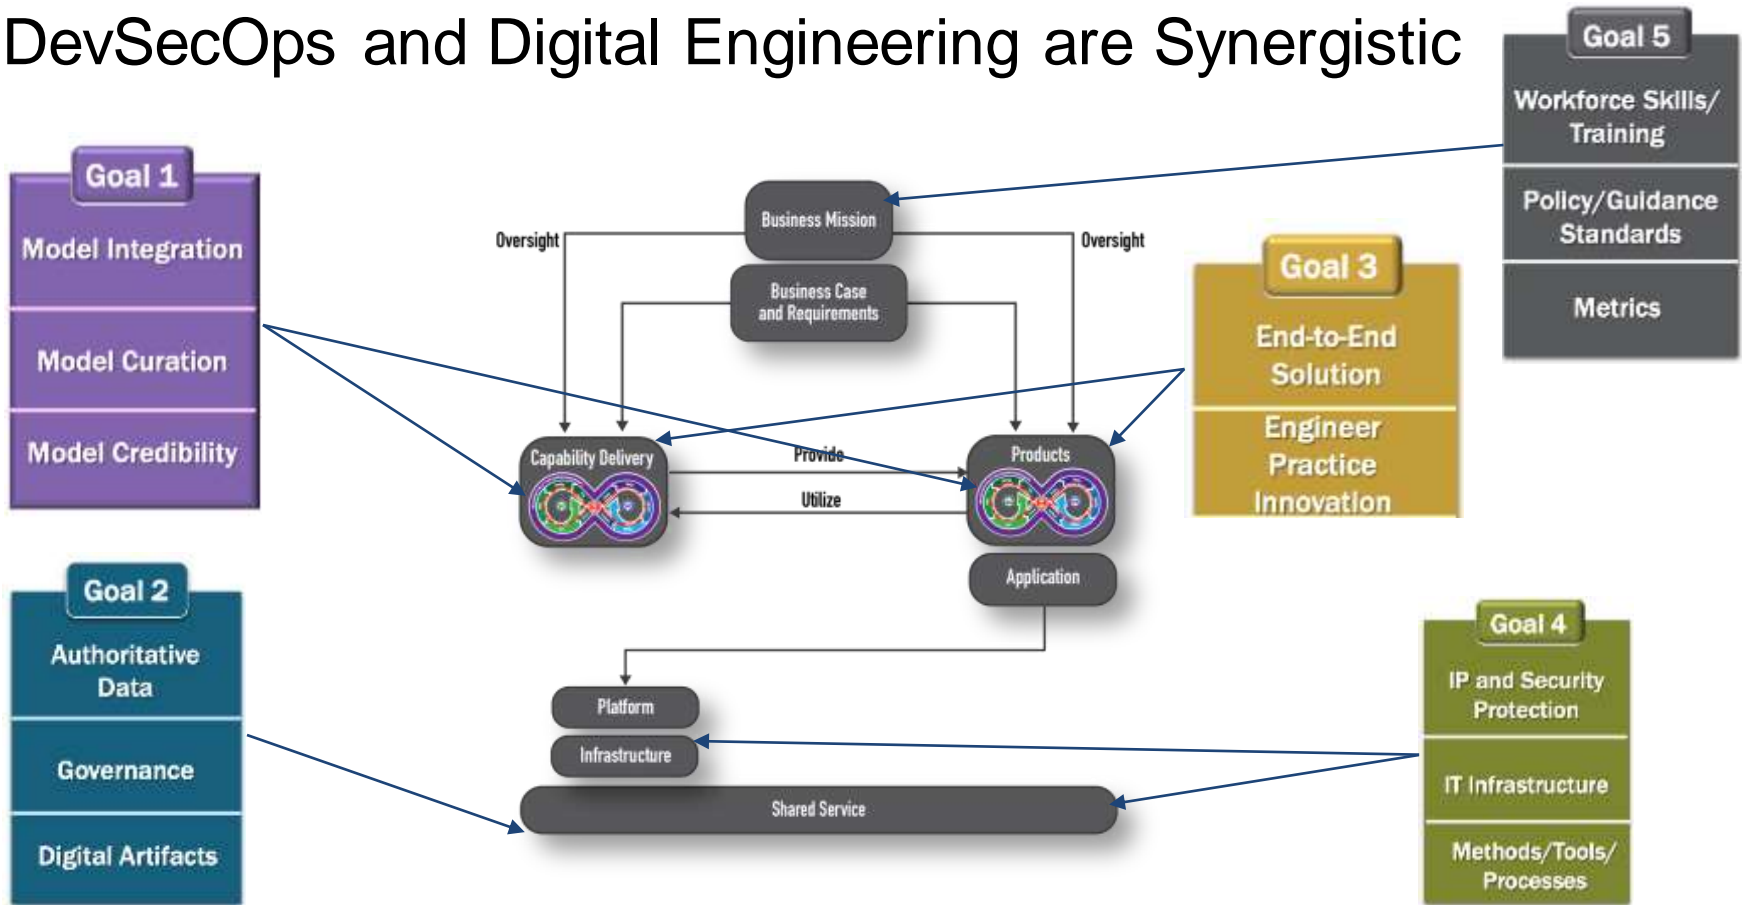 DevSecOps and Digital Engineering are Synergistic
Goal 5
Workforce Skills/
Training
Policy/Guidance
Standards
Metrics
Goal 1
Model Integration
Model Curation
Model Credibility
Business Mission
Oversight
Oversight
Business Case
and Requirements
Goal 3
End-to-End
Solution
Engineer
Practice
Innovation
Capability Delivery
Provide
Utilize
Products
Application
Goal 2
Authoritative
Data
Governance
Digital Artifacts
Platform
Infrastructure
Shared Service
Goal 4
IP and Security
Protection
IT Infrastructure
Methods/Tools/
Processes